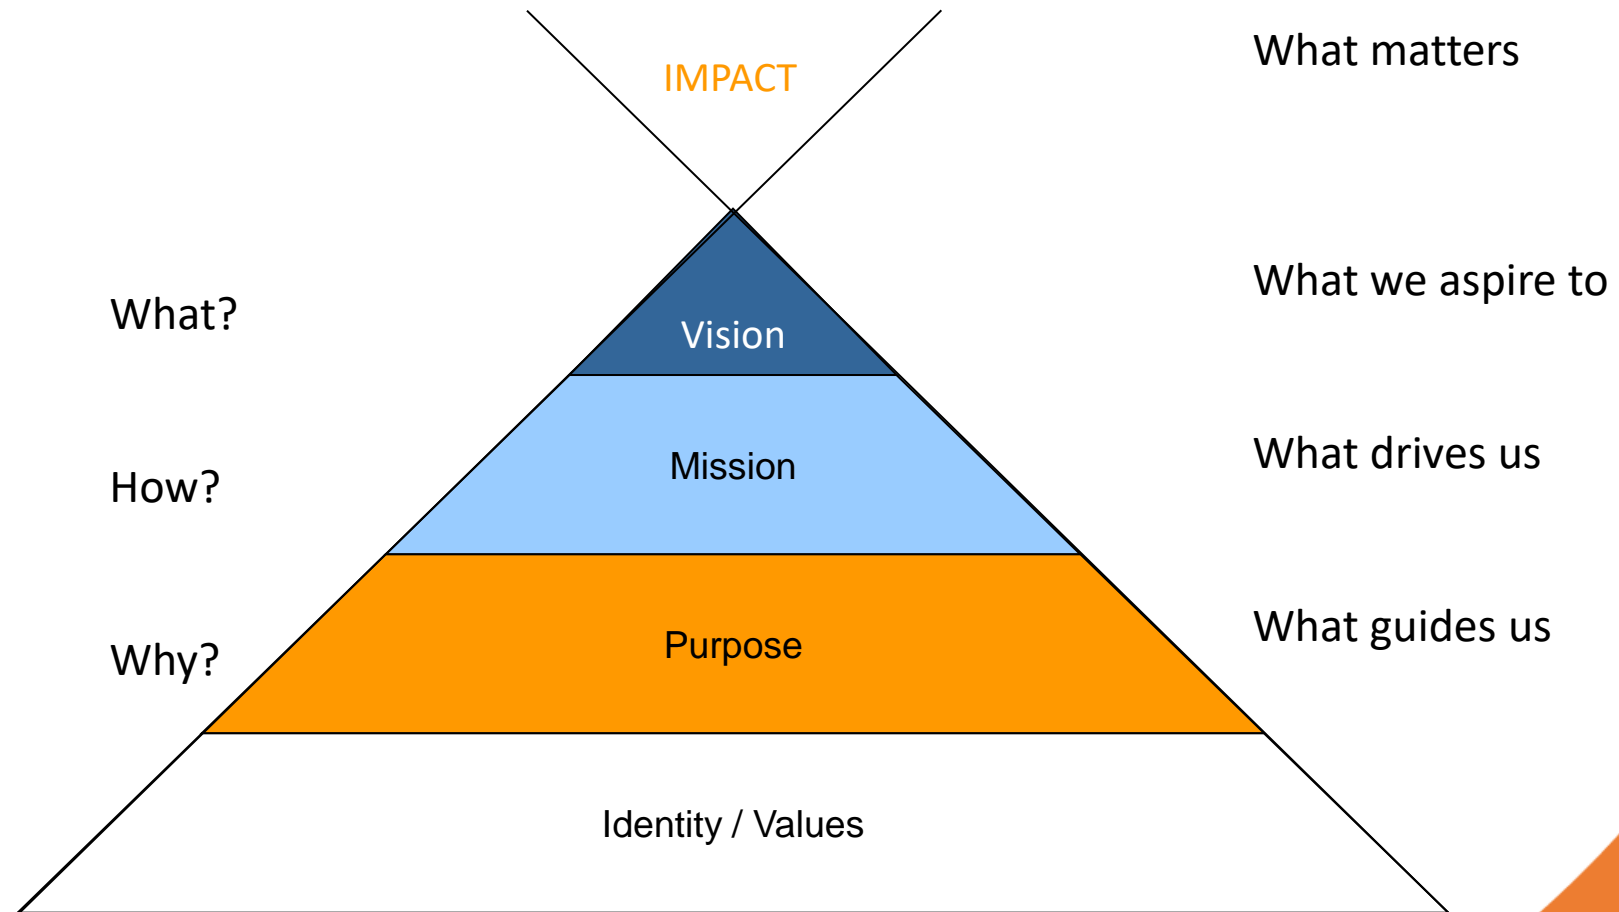 IMPACT
What matters
What?
Vision
What we aspire to
How?
Mission
What drives us
Why?
Purpose
What guides us
Identity / Values